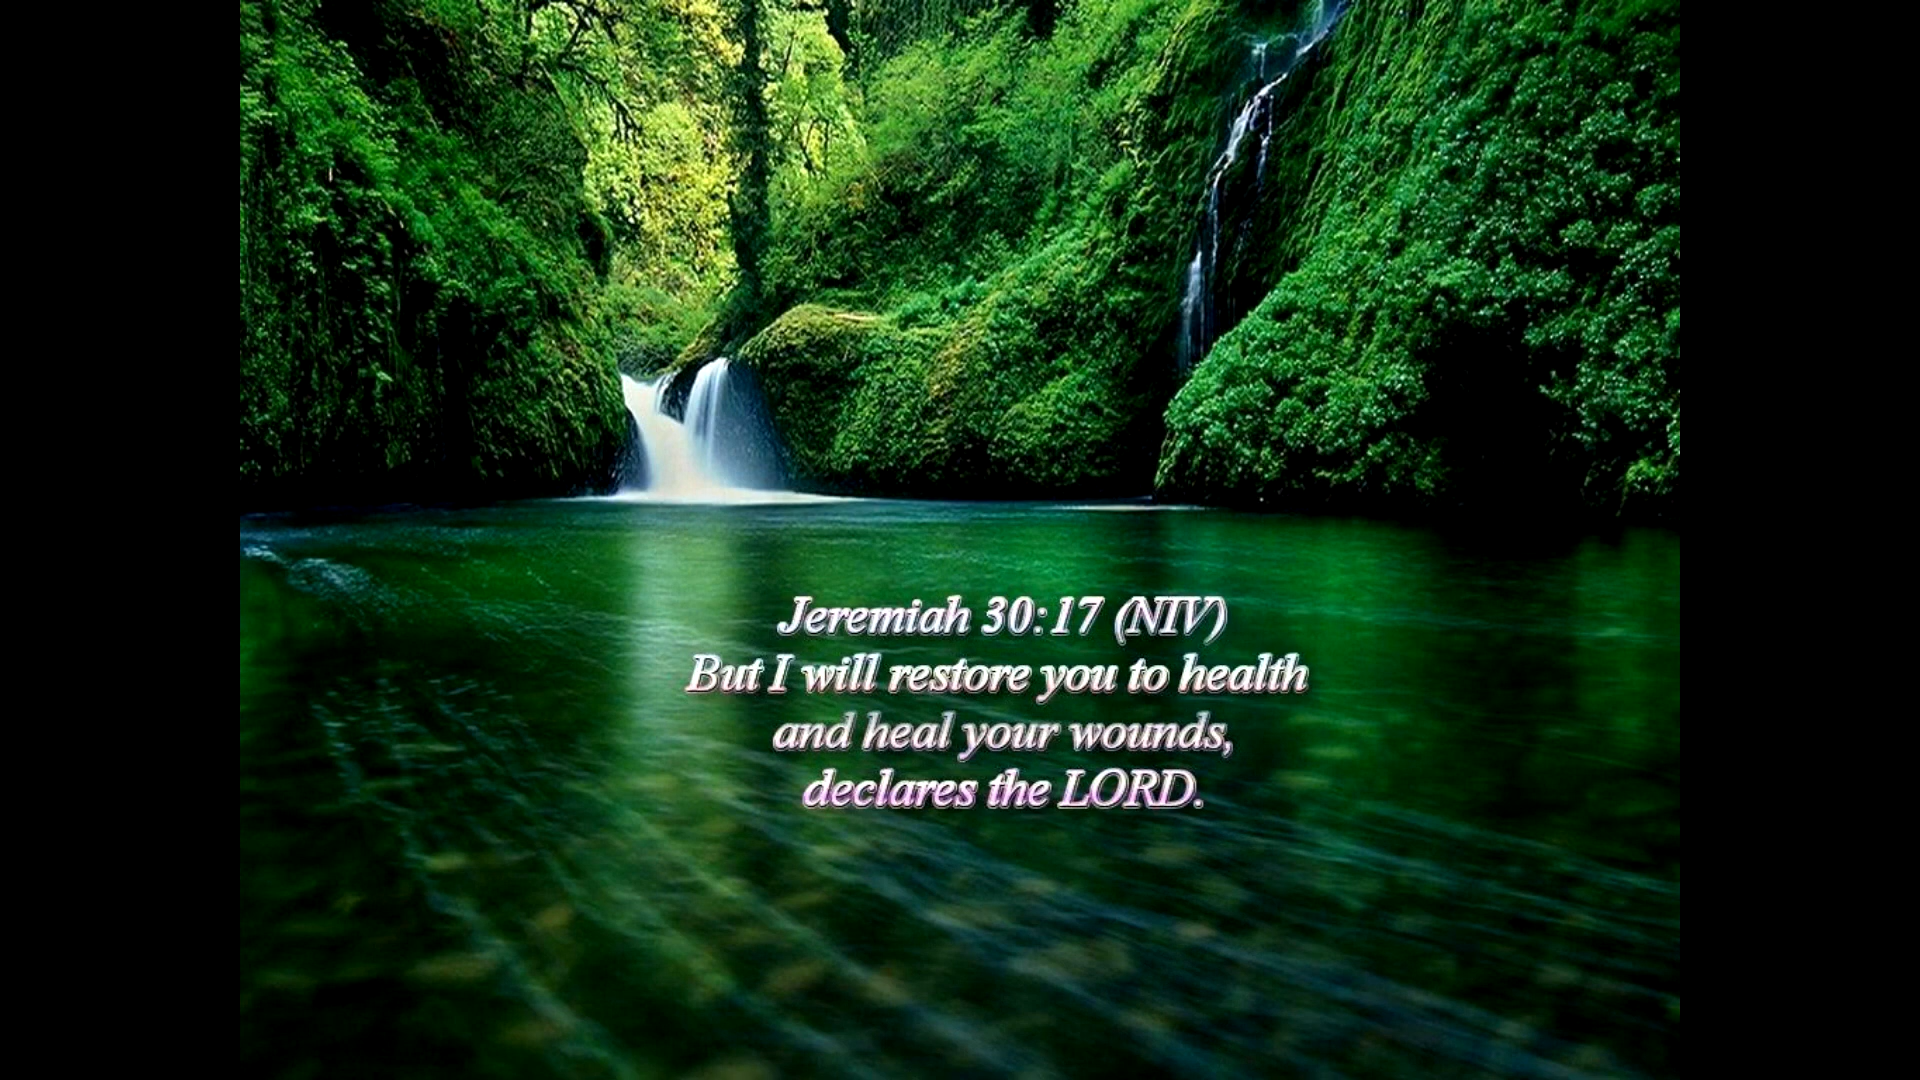 Jeremiah 30:17 (NIV)
But I will restore you to health
and heal your wounds,
declares the LORD.